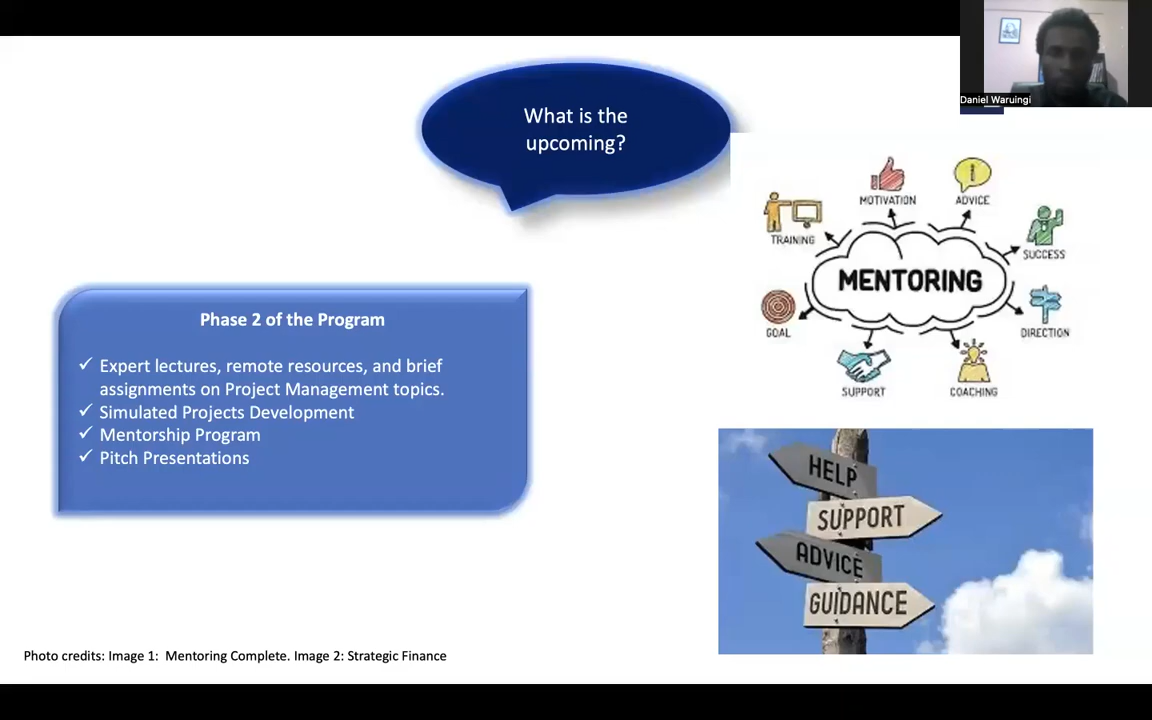 Daniel Waruingi
What is the
upcoming?
MOTIVATION
ADVICE
TRAINING
SUCCESS
MENTORING
GOAL
DIRECTION
SUPPORT
COACHING
Phase 2 of the Program
✓ Expert lectures, remote resources, and brief
assignments on Project Management topics.
✓ Simulated Projects Development
✓ Mentorship Program
✓ Pitch Presentations
HELP
SUPPORT
ADVICE
GUIDANCE
Photo credits: Image 1: Mentoring Complete. Image 2: Strategic Finance